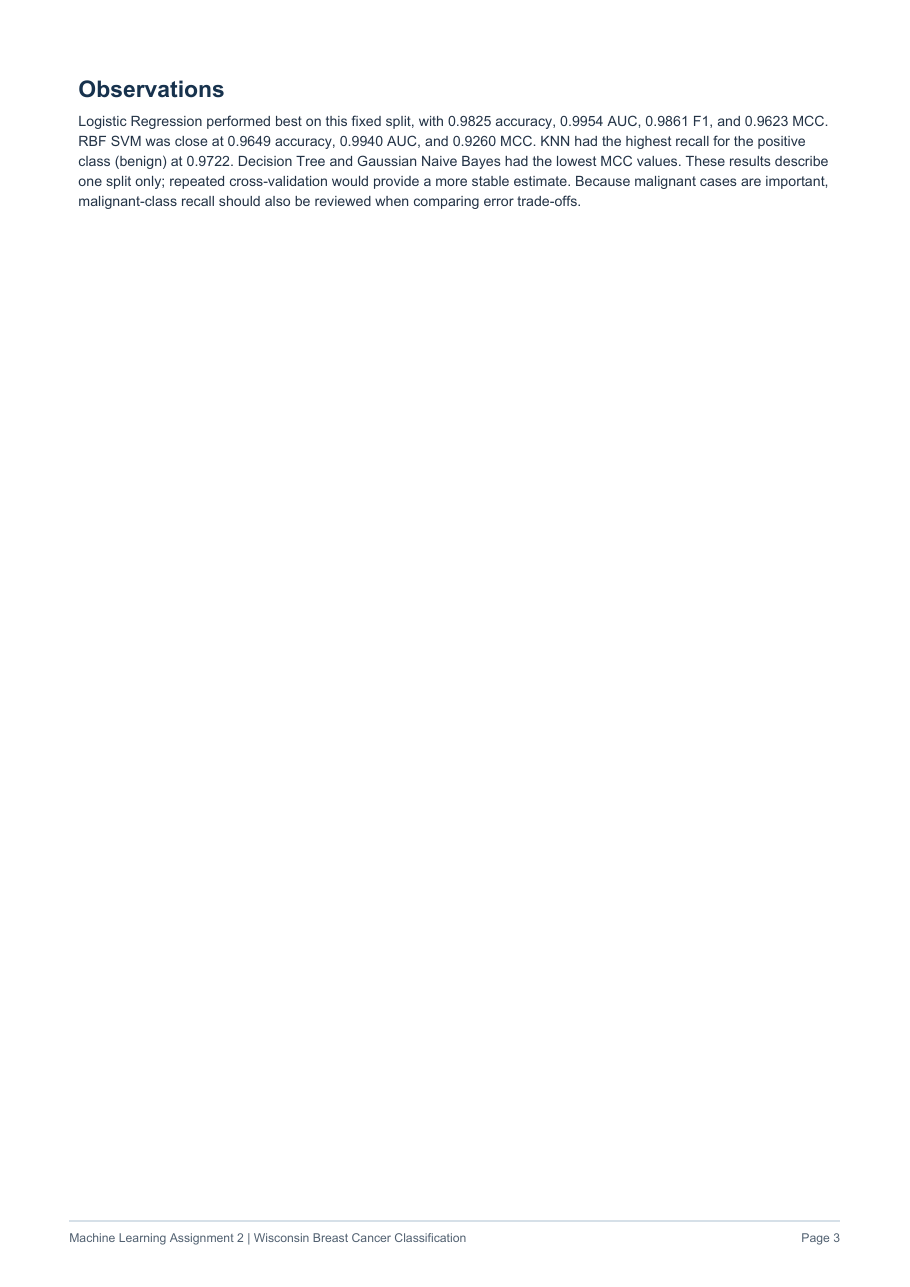 Observations
Logistic Regression performed best on this fixed split, with 0.9825 accuracy, 0.9954 AUC, 0.9861 F1, and 0.9623 MCC.
RBF SVM was close at 0.9649 accuracy, 0.9940 AUC, and 0.9260 MCC. KNN had the highest recall for the positive
class (benign) at 0.9722. Decision Tree and Gaussian Naive Bayes had the lowest MCC values. These results describe
one split only; repeated cross-validation would provide a more stable estimate. Because malignant cases are important,
malignant-class recall should also be reviewed when comparing error trade-offs.
Machine Learning Assignment 2 | Wisconsin Breast Cancer Classification
Page 3